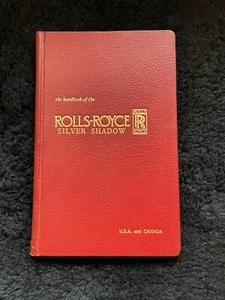 the handbook of the
ROLLS-ROYCE
SILVER SHADOW
RR
U.S.A. and CANADA